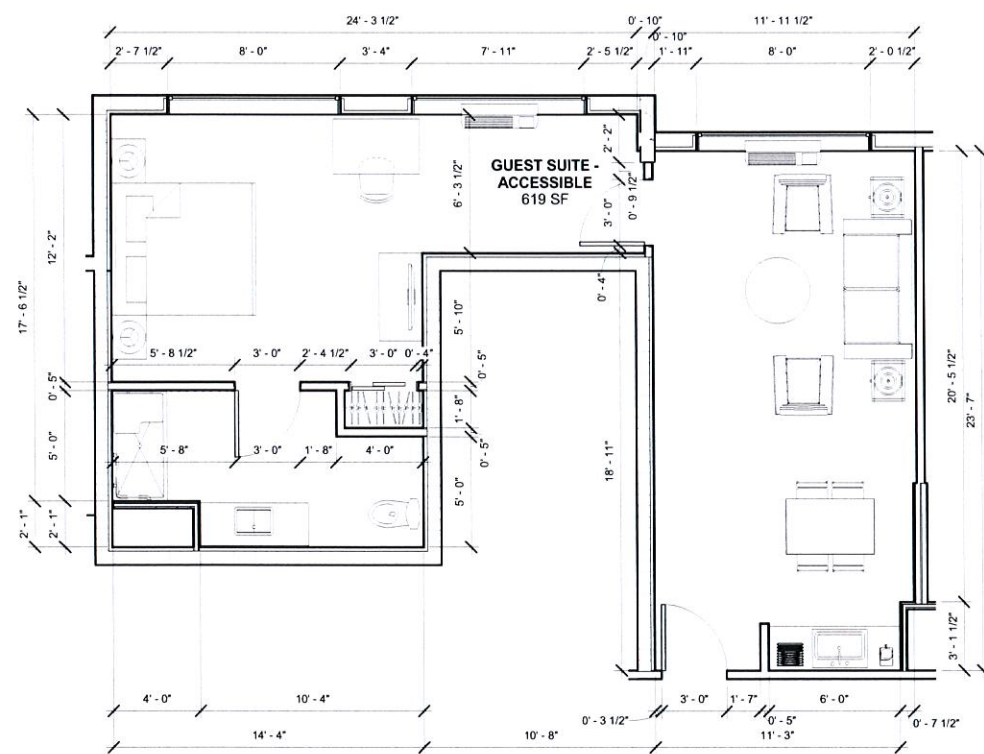 24' - 3 1/2"
0' - 10"
11' - 11 1/2"
0' - 10"
2' - 7 1/2"
8' - 0"
3' - 4"
7' - 11"
2' - 5 1/2"
1' - 11"
8' - 0"
2' - 0 1/2"
2' - 2"
GUEST SUITE -
ACCESSIBLE
619 SF
6' - 3 1/2"
0' - 9 1/2"
3' - 0"
0' - 4"
12' - 2"
17' - 6 1/2"
5' - 10"
5' - 8 1/2"
3' - 0"
2' - 4 1/2"
3' - 0"
0' - 4"
0' - 5"
0' - 5"
1' - 8"
20' - 5 1/2"
23' - 7"
5' - 0"
5' - 8"
3' - 0"
1' - 8"
4' - 0"
0' - 5"
18' - 11"
5' - 0"
2' - 1"
2' - 1"
3' - 1 1/2"
4' - 0"
10' - 4"
0' - 3 1/2"
3' - 0"
1' - 7"
0' - 5"
6' - 0"
0' - 7 1/2"
14' - 4"
10' - 8"
11' - 3"